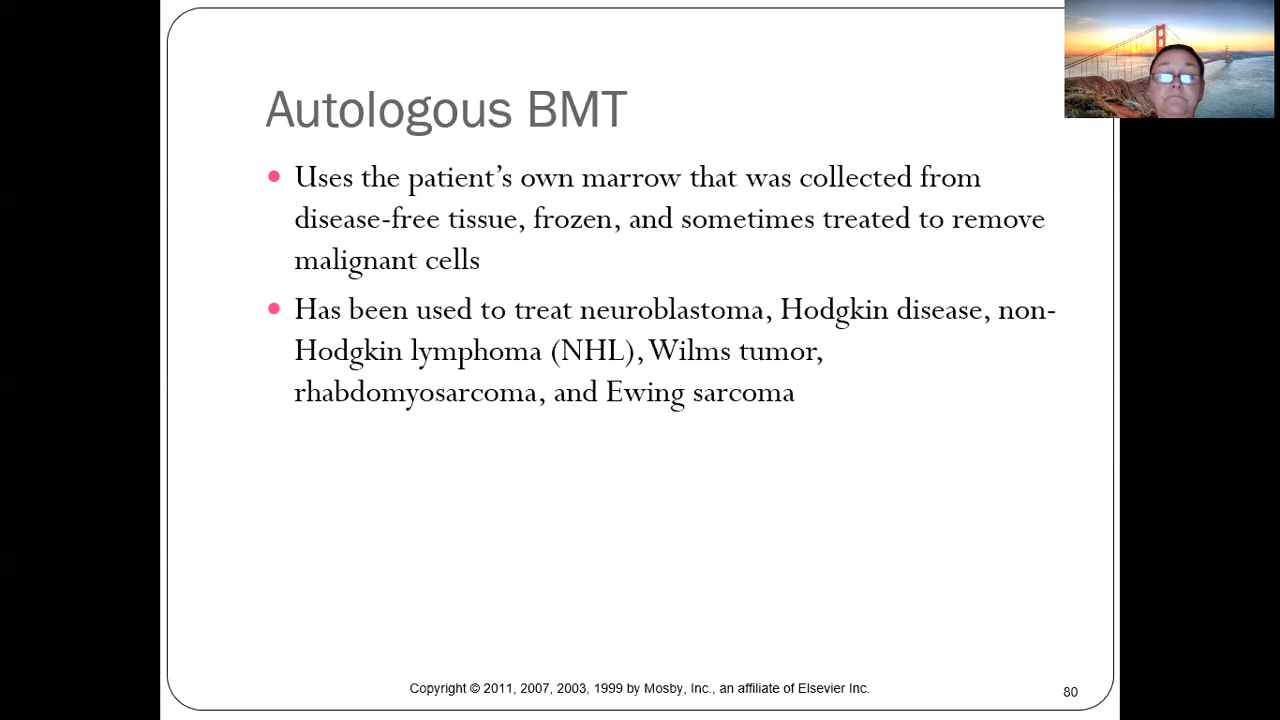 Autologous BMT
Uses the patient's own marrow that was collected from
disease-free tissue, frozen, and sometimes treated to remove
malignant cells
Has been used to treat neuroblastoma, Hodgkin disease, non-
Hodgkin lymphoma (NHL), Wilms tumor,
rhabdomyosarcoma, and Ewing sarcoma
Copyright © 2011, 2007, 2003, 1999 by Mosby, Inc., an affiliate of Elsevier Inc.
80